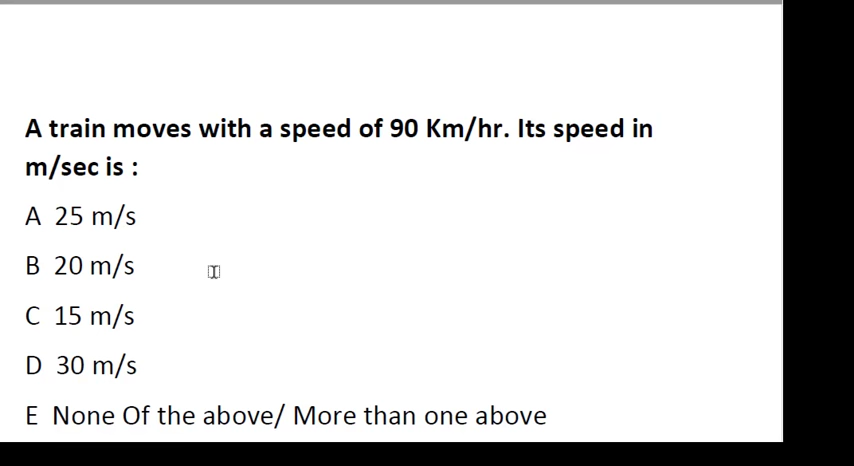 A train moves with a speed of 90 Km/hr. Its speed in
m/sec is :
A 25 m/s
B 20 m/s
C 15 m/s
D 30 m/s
E None Of the above/ More than one above